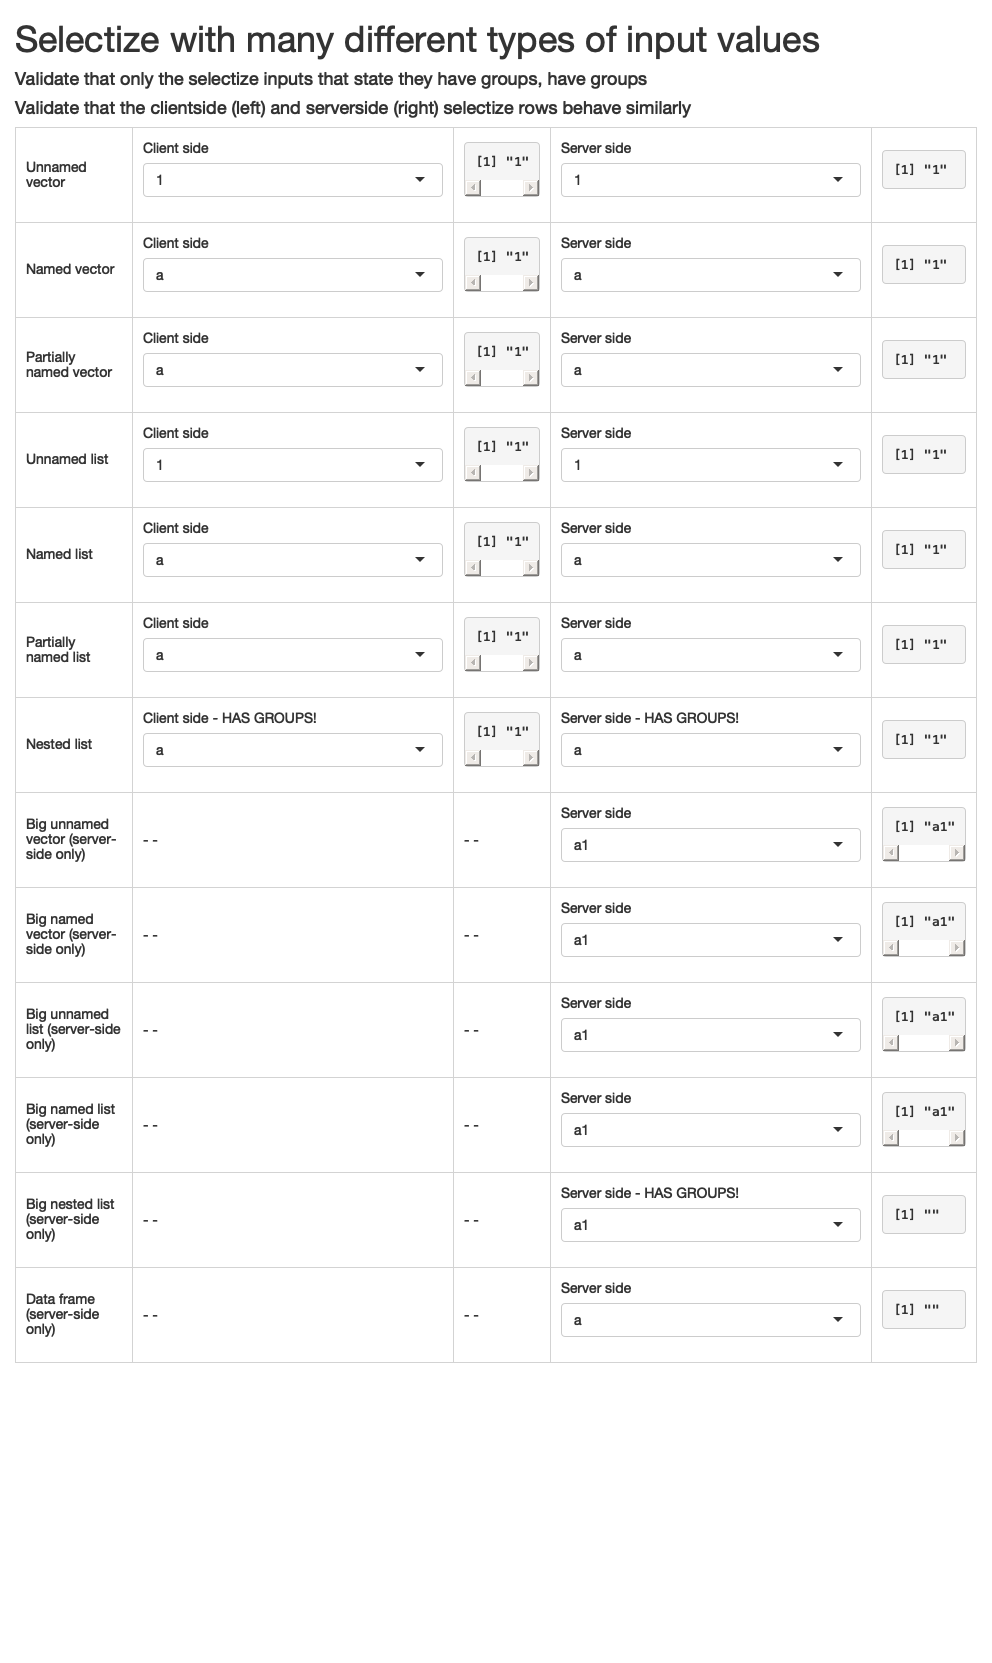 Selectize with many different types of input values
Validate that only the selectize inputs that state they have groups, have groups
Validate that the clientside (left) and serverside (right) selectize rows behave similarly
Unnamed
vector
Client side
1
[1] "1"
Server side
1
[1] "1"
Named vector
Client side
a
[1] "1"
Server side
a
[1] "1"
Partially
named vector
Client side
a
[1] "1"
Server side
a
[1] "1"
Unnamed list
Client side
1
[1] "1"
Server side
1
[1] "1"
Named list
Client side
a
[1] "1"
Server side
a
[1] "1"
Partially
named list
Client side
a
[1] "1"
Server side
a
[1] "1"
Nested list
Client side - HAS GROUPS!
a
[1] "1"
Server side - HAS GROUPS!
a
[1] "1"
Big unnamed
vector (server-
side only)
--
--
Server side
a1
[1] "a1"
Big named
vector (server-
side only)
--
--
Server side
a1
[1] "a1"
Big unnamed
list (server-side
only)
--
--
Server side
a1
[1] "a1"
Big named list
(server-side
only)
--
--
Server side
a1
[1] "a1"
Big nested list
(server-side
only)
--
--
Server side - HAS GROUPS!
a1
[1] ""
Data frame
(server-side
only)
--
--
Server side
a
[1] ""